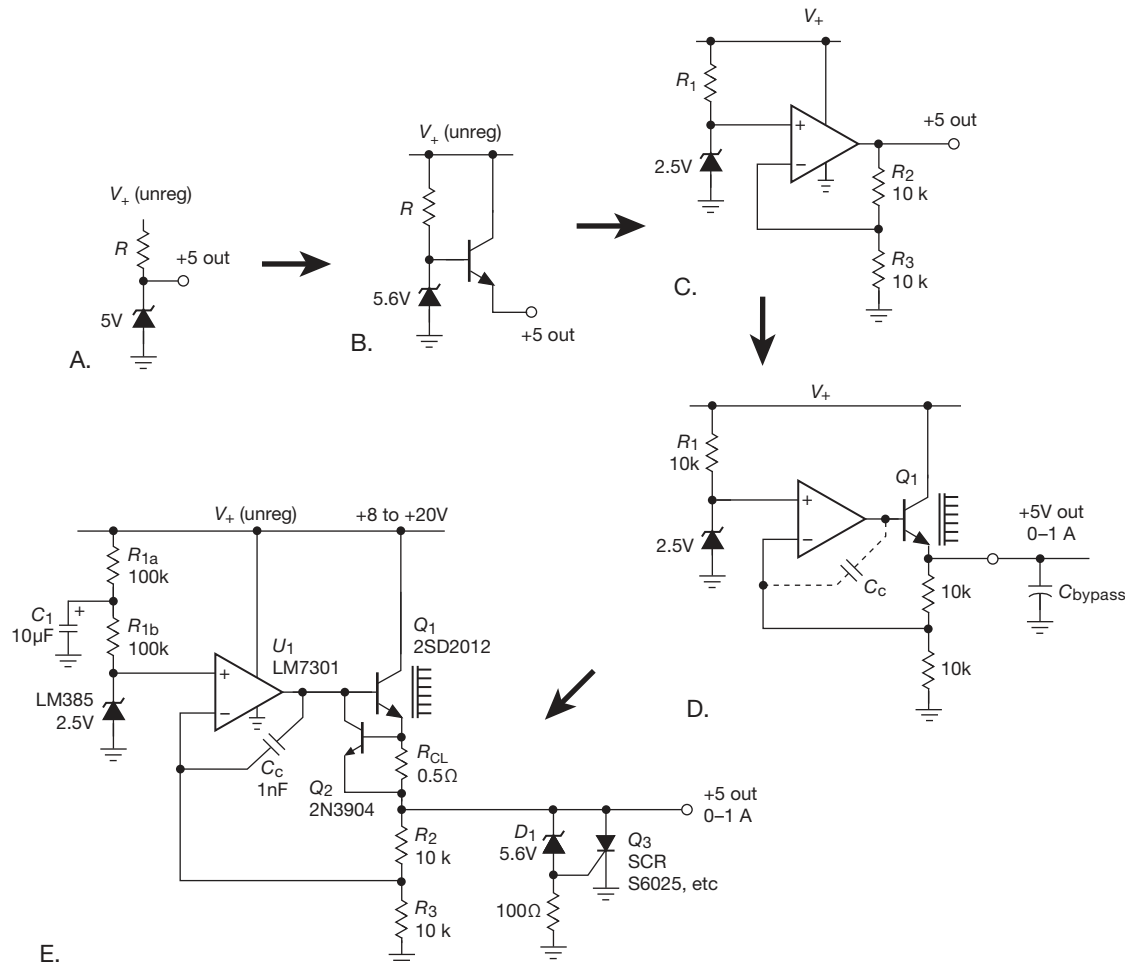 V+ (unreg)
R
+5 out
5V
A.
V+ (unreg)
R
5.6V
+5 out
B.
V+
R1
+
−
2.5V
+5 out
R2
10 k
R3
10 k
C.
V+
R1
10k
+
−
2.5V
Q1
Cc
+5V out
0–1 A
10k
Cbypass
10k
D.
V+ (unreg)
+8 to +20V
R1a
100k
C1
+
10µF
R1b
100k
U1
LM7301
Q1
2SD2012
+
−
LM385
2.5V
Cc
1nF
Q2
2N3904
RCL
0.5Ω
+5 out
0–1 A
R2
10 k
D1
5.6V
Q3
SCR
S6025, etc
100Ω
R3
10 k
E.